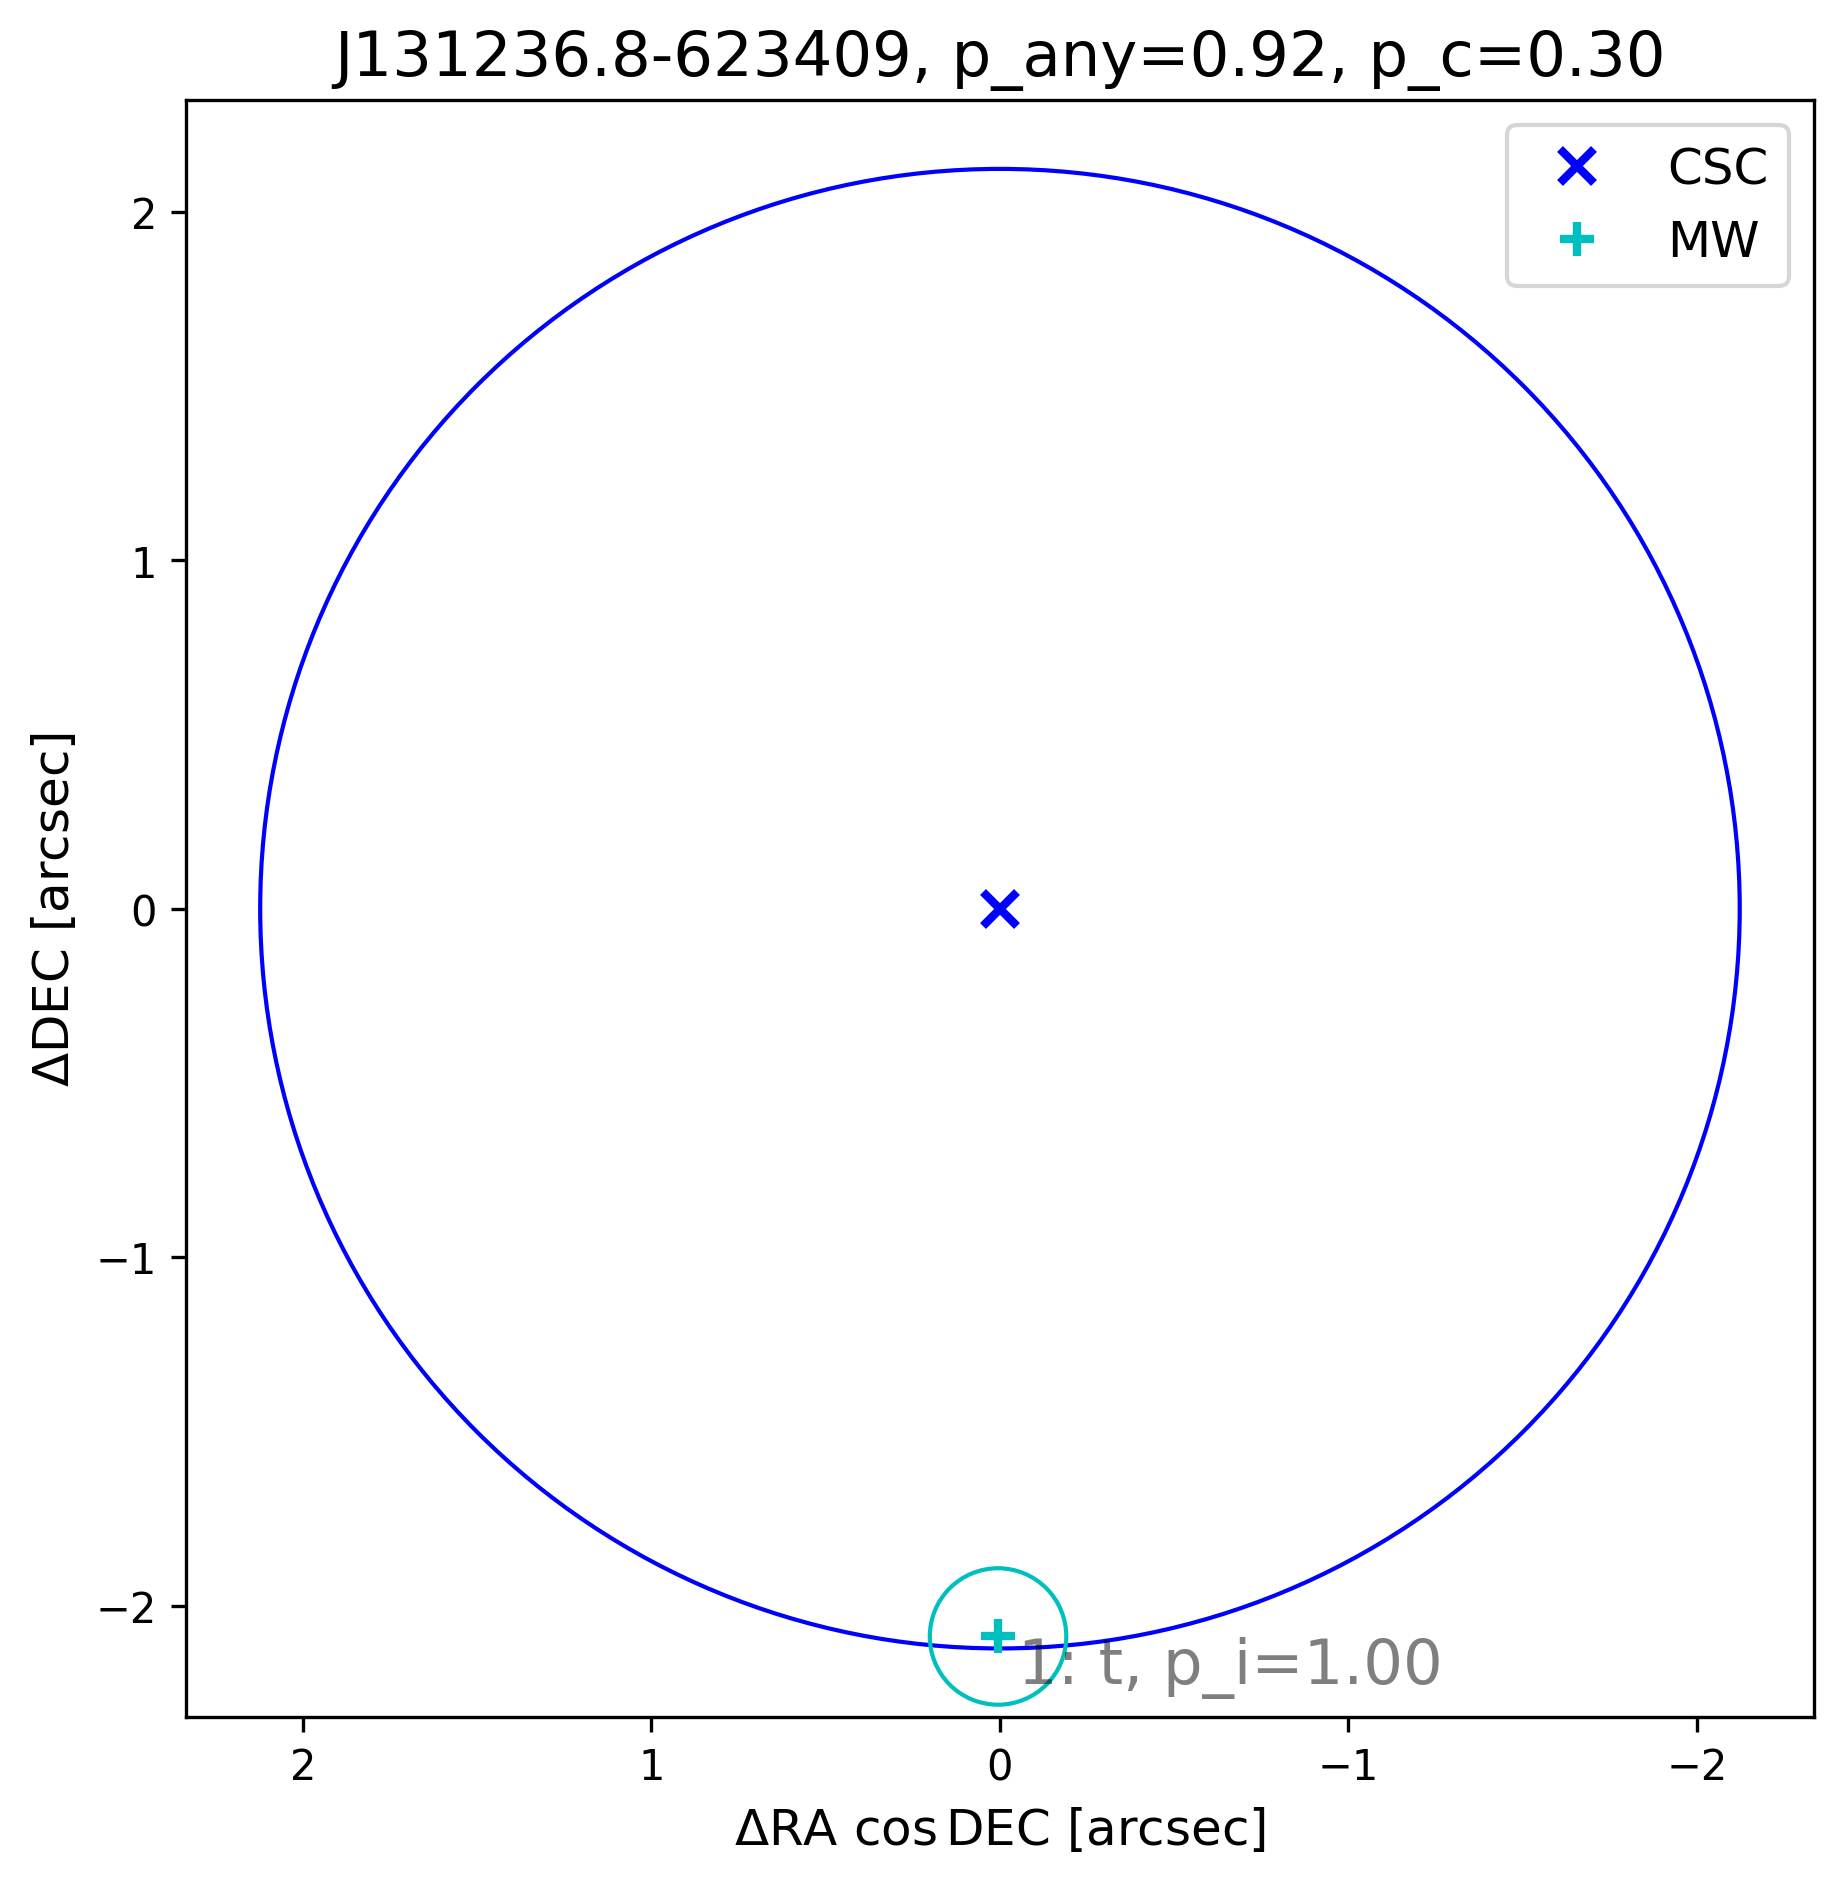 J131236.8-623409, p_any=0.92, p_c=0.30
CSC
MW
2
1
0
−1
−2
ΔDEC [arcsec]
1: t, p_i=1.00
2
1
0
−1
−2
ΔRA cos DEC [arcsec]